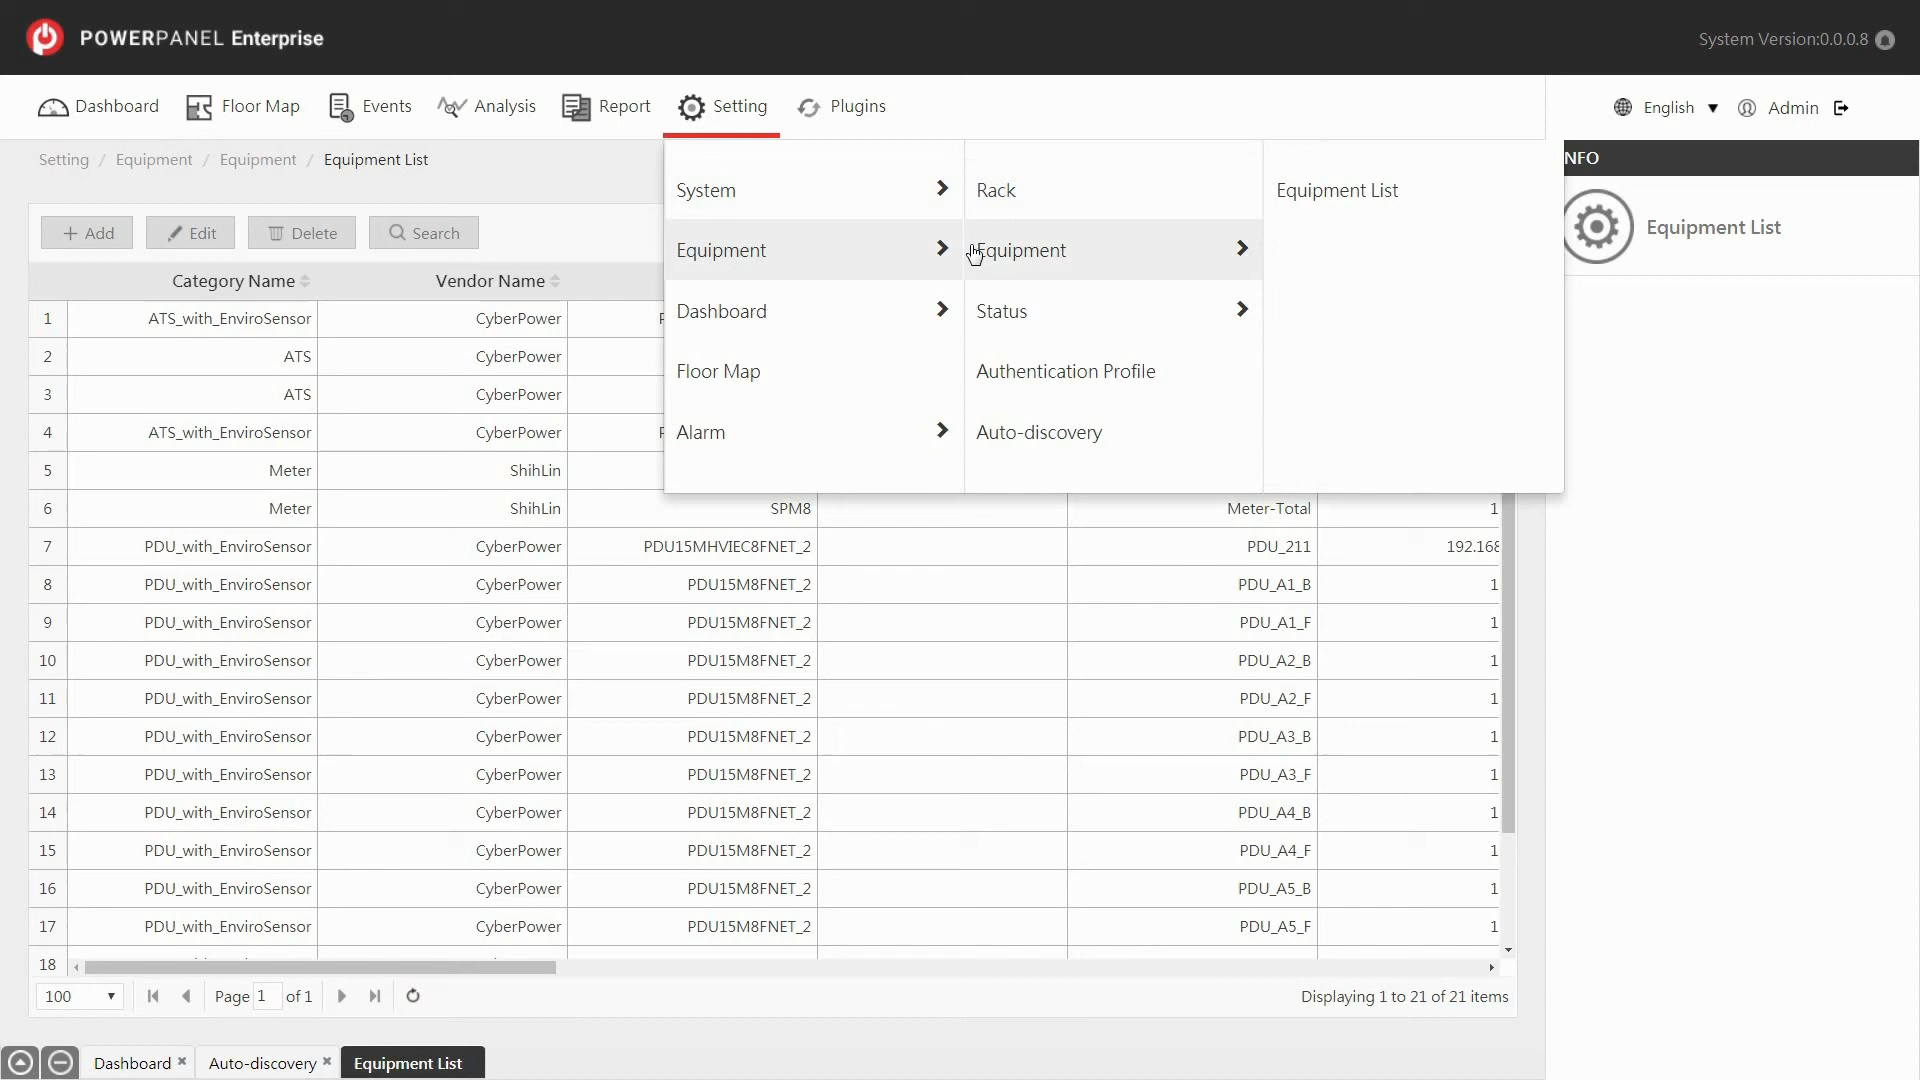 POWERPANEL Enterprise
System Version:0.0.0.8
Dashboard
Floor Map
Events
Analysis
Report
Setting
Plugins
English
Admin
Setting / Equipment / Equipment / Equipment List
NFO
Equipment List
System
Equipment
Dashboard
Floor Map
Alarm
Rack
Equipment
Status
Authentication Profile
Auto-discovery
Equipment List
+ Add
Edit
Delete
Search
Category Name
Vendor Name
1 ATS_with_EnviroSensor CyberPower
2 ATS CyberPower
3 ATS CyberPower
4 ATS_with_EnviroSensor CyberPower
5 Meter ShihLin
6 Meter ShihLin SPM8 Meter-Total 1
7 PDU_with_EnviroSensor CyberPower PDU15MHVIEC8FNET_2 PDU_211 192.168
8 PDU_with_EnviroSensor CyberPower PDU15M8FNET_2 PDU_A1_B 1
9 PDU_with_EnviroSensor CyberPower PDU15M8FNET_2 PDU_A1_F 1
10 PDU_with_EnviroSensor CyberPower PDU15M8FNET_2 PDU_A2_B 1
11 PDU_with_EnviroSensor CyberPower PDU15M8FNET_2 PDU_A2_F 1
12 PDU_with_EnviroSensor CyberPower PDU15M8FNET_2 PDU_A3_B 1
13 PDU_with_EnviroSensor CyberPower PDU15M8FNET_2 PDU_A3_F 1
14 PDU_with_EnviroSensor CyberPower PDU15M8FNET_2 PDU_A4_B 1
15 PDU_with_EnviroSensor CyberPower PDU15M8FNET_2 PDU_A4_F 1
16 PDU_with_EnviroSensor CyberPower PDU15M8FNET_2 PDU_A5_B 1
17 PDU_with_EnviroSensor CyberPower PDU15M8FNET_2 PDU_A5_F 1
18
100
Page 1 of 1
Displaying 1 to 21 of 21 items
Dashboard
Auto-discovery
Equipment List